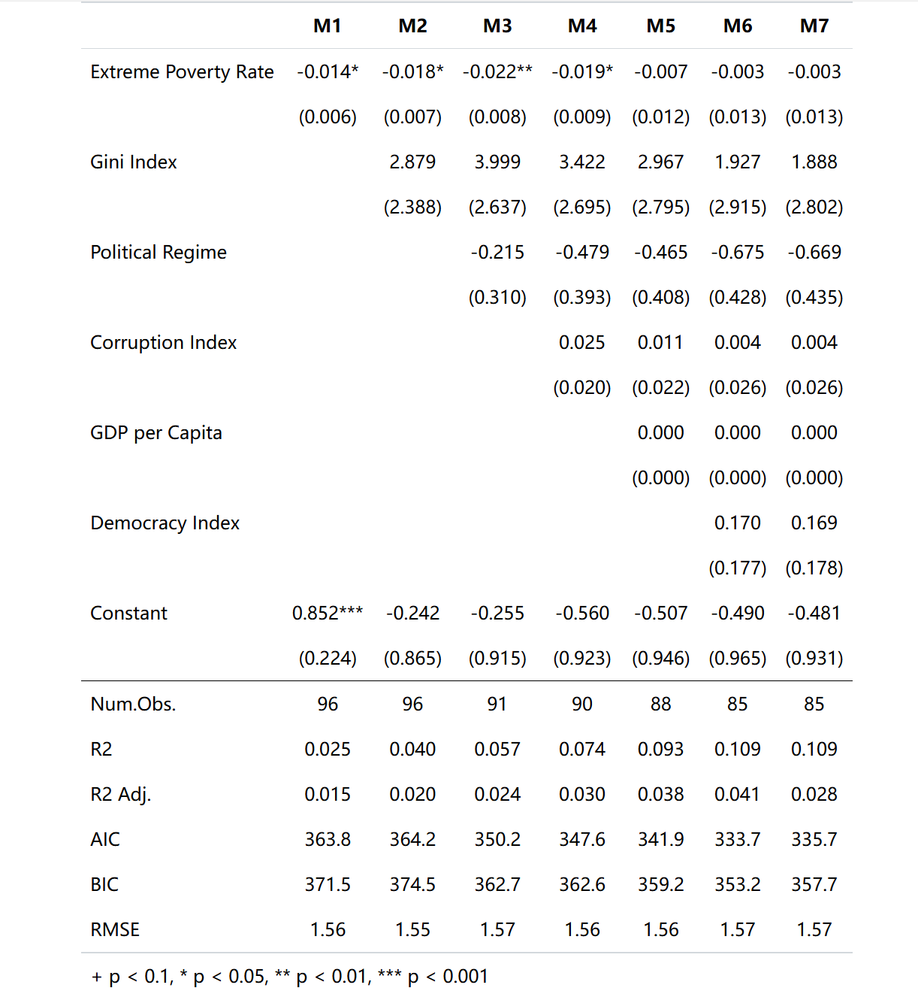 M1 M2 M3 M4 M5 M6 M7
Extreme Poverty Rate -0.014* -0.018* -0.022** -0.019* -0.007 -0.003 -0.003
(0.006) (0.007) (0.008) (0.009) (0.012) (0.013) (0.013)
Gini Index 2.879 3.999 3.422 2.967 1.927 1.888
(2.388) (2.637) (2.695) (2.795) (2.915) (2.802)
Political Regime -0.215 -0.479 -0.465 -0.675 -0.669
(0.310) (0.393) (0.408) (0.428) (0.435)
Corruption Index 0.025 0.011 0.004 0.004
(0.020) (0.022) (0.026) (0.026)
GDP per Capita 0.000 0.000 0.000
(0.000) (0.000) (0.000)
Democracy Index 0.170 0.169
(0.177) (0.178)
Constant 0.852*** -0.242 -0.255 -0.560 -0.507 -0.490 -0.481
(0.224) (0.865) (0.915) (0.923) (0.946) (0.965) (0.931)
Num.Obs. 96 96 91 90 88 85 85
R2 0.025 0.040 0.057 0.074 0.093 0.109 0.109
R2 Adj. 0.015 0.020 0.024 0.030 0.038 0.041 0.028
AIC 363.8 364.2 350.2 347.6 341.9 333.7 335.7
BIC 371.5 374.5 362.7 362.6 359.2 353.2 357.7
RMSE 1.56 1.55 1.57 1.56 1.56 1.57 1.57
+ p < 0.1, * p < 0.05, ** p < 0.01, *** p < 0.001